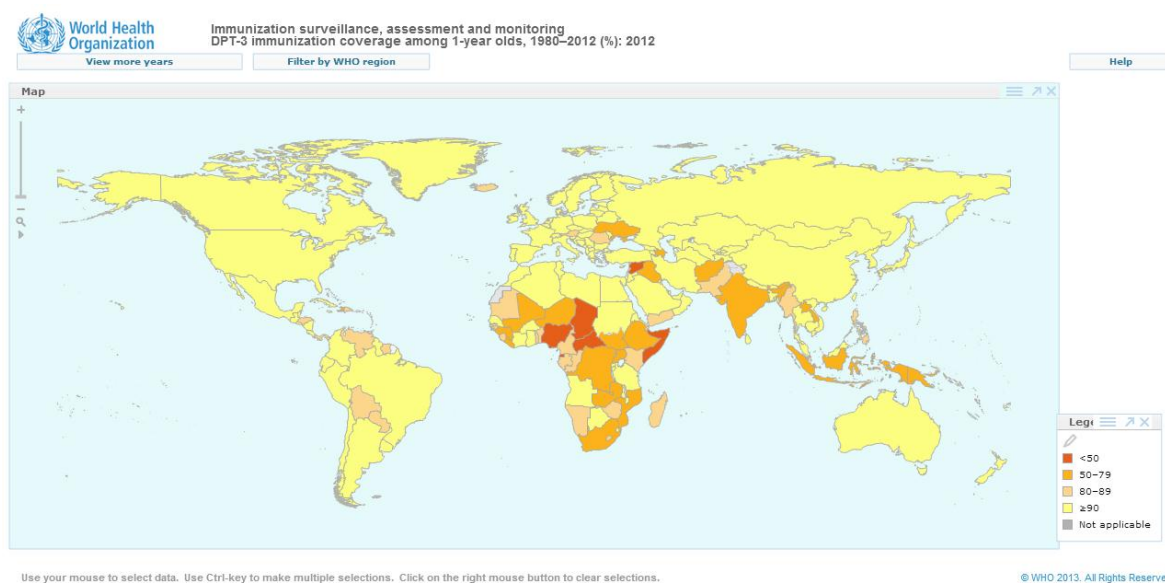 World Health
Organization
Immunization surveillance, assessment and monitoring
DPT-3 immunization coverage among 1-year olds, 1980–2012 (%): 2012
View more years
Filter by WHO region
Help
Map
Lege
<50
50–79
80–89
≥90
Not applicable
Use your mouse to select data. Use Ctrl-key to make multiple selections. Click on the right mouse button to clear selections.
© WHO 2013. All Rights Reserve